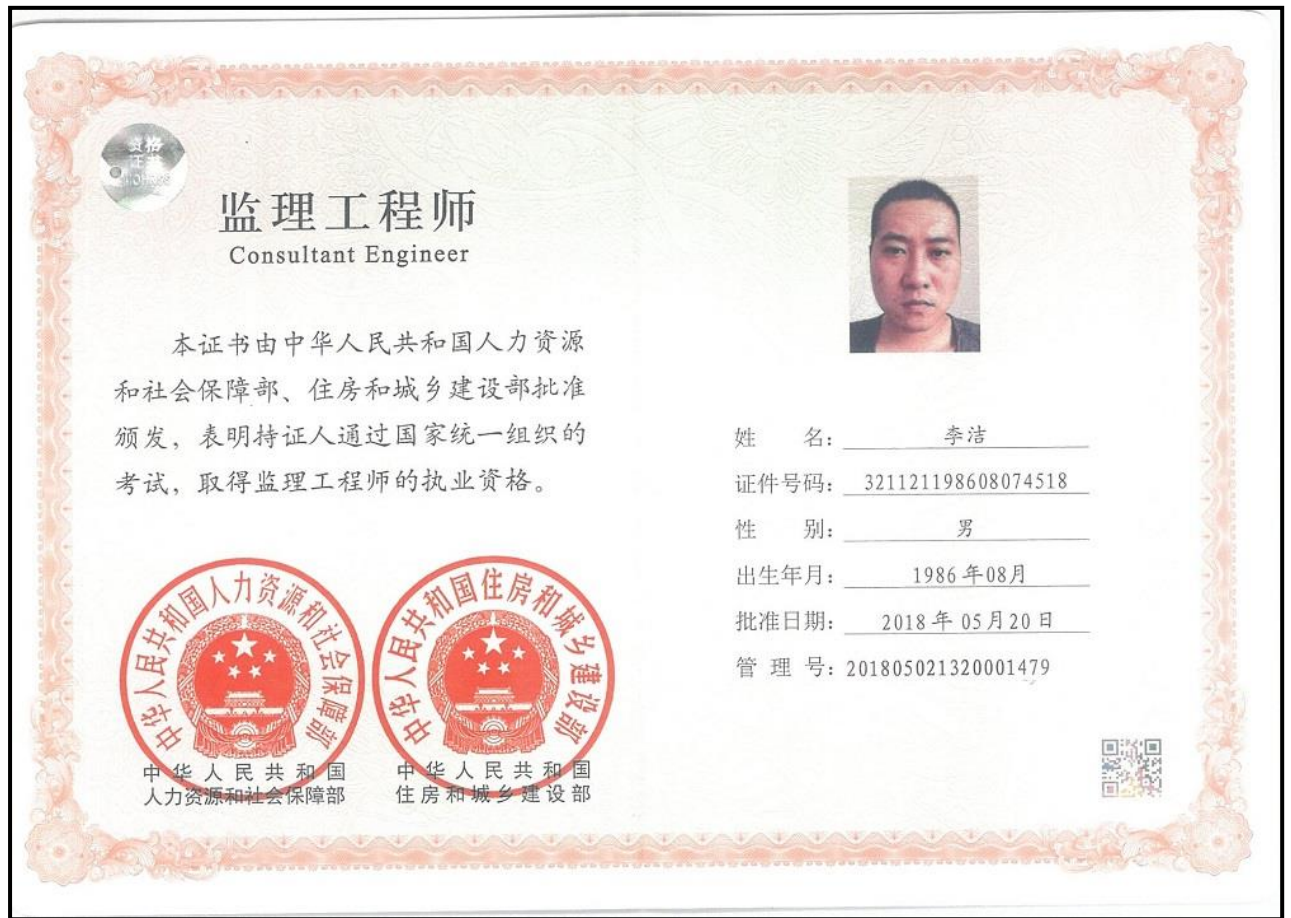 资格
证书
监理工程师
Consultant Engineer
本证书由中华人民共和国人力资源
和社会保障部、住房和城乡建设部批准
颁发，表明持证人通过国家统一组织的
考试，取得监理工程师的执业资格。
中华人民共和国人力资源和社会保障部
中华人民共和国住房和城乡建设部
中华人民共和国
人力资源和社会保障部
中华人民共和国
住房和城乡建设部
姓 名：李洁
证件号码：321121198608074518
性 别：男
出生年月：1986年08月
批准日期：2018年05月20日
管 理 号：201805021320001479